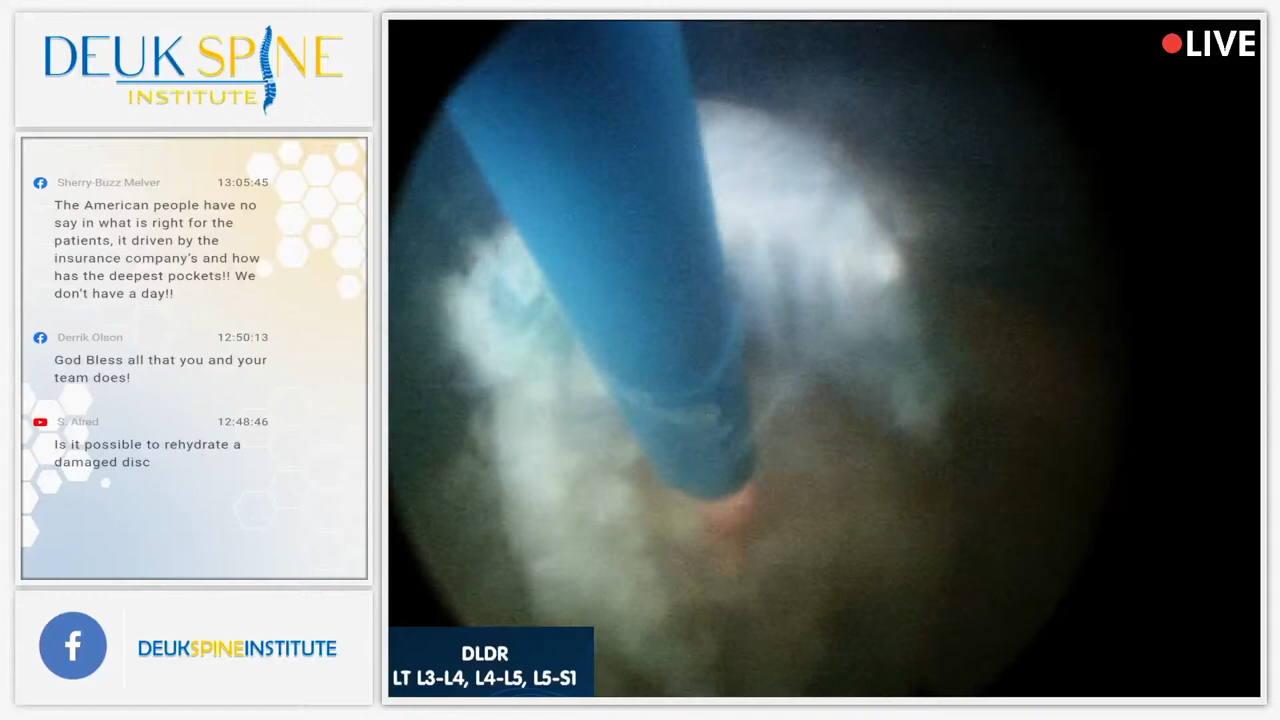 DEUK SPINE
INSTITUTE
Sherry-Buzz Melver 13:05:45
The American people have no
say in what is right for the
patients, it driven by the
insurance company's and how
has the deepest pockets!! We
don't have a day!!
Derrik Olson 12:50:13
God Bless all that you and your
team does!
S. Afred 12:48:46
Is it possible to rehydrate a
damaged disc
DEUKSPINEINSTITUTE
LIVE
DLDR
LT L3-L4, L4-L5, L5-S1